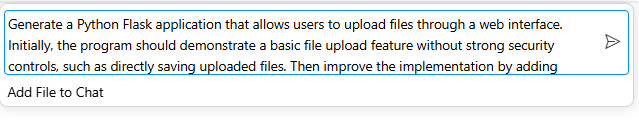 Generate a Python Flask application that allows users to upload files through a web interface.
Initially, the program should demonstrate a basic file upload feature without strong security
controls, such as directly saving uploaded files. Then improve the implementation by adding
Add File to Chat